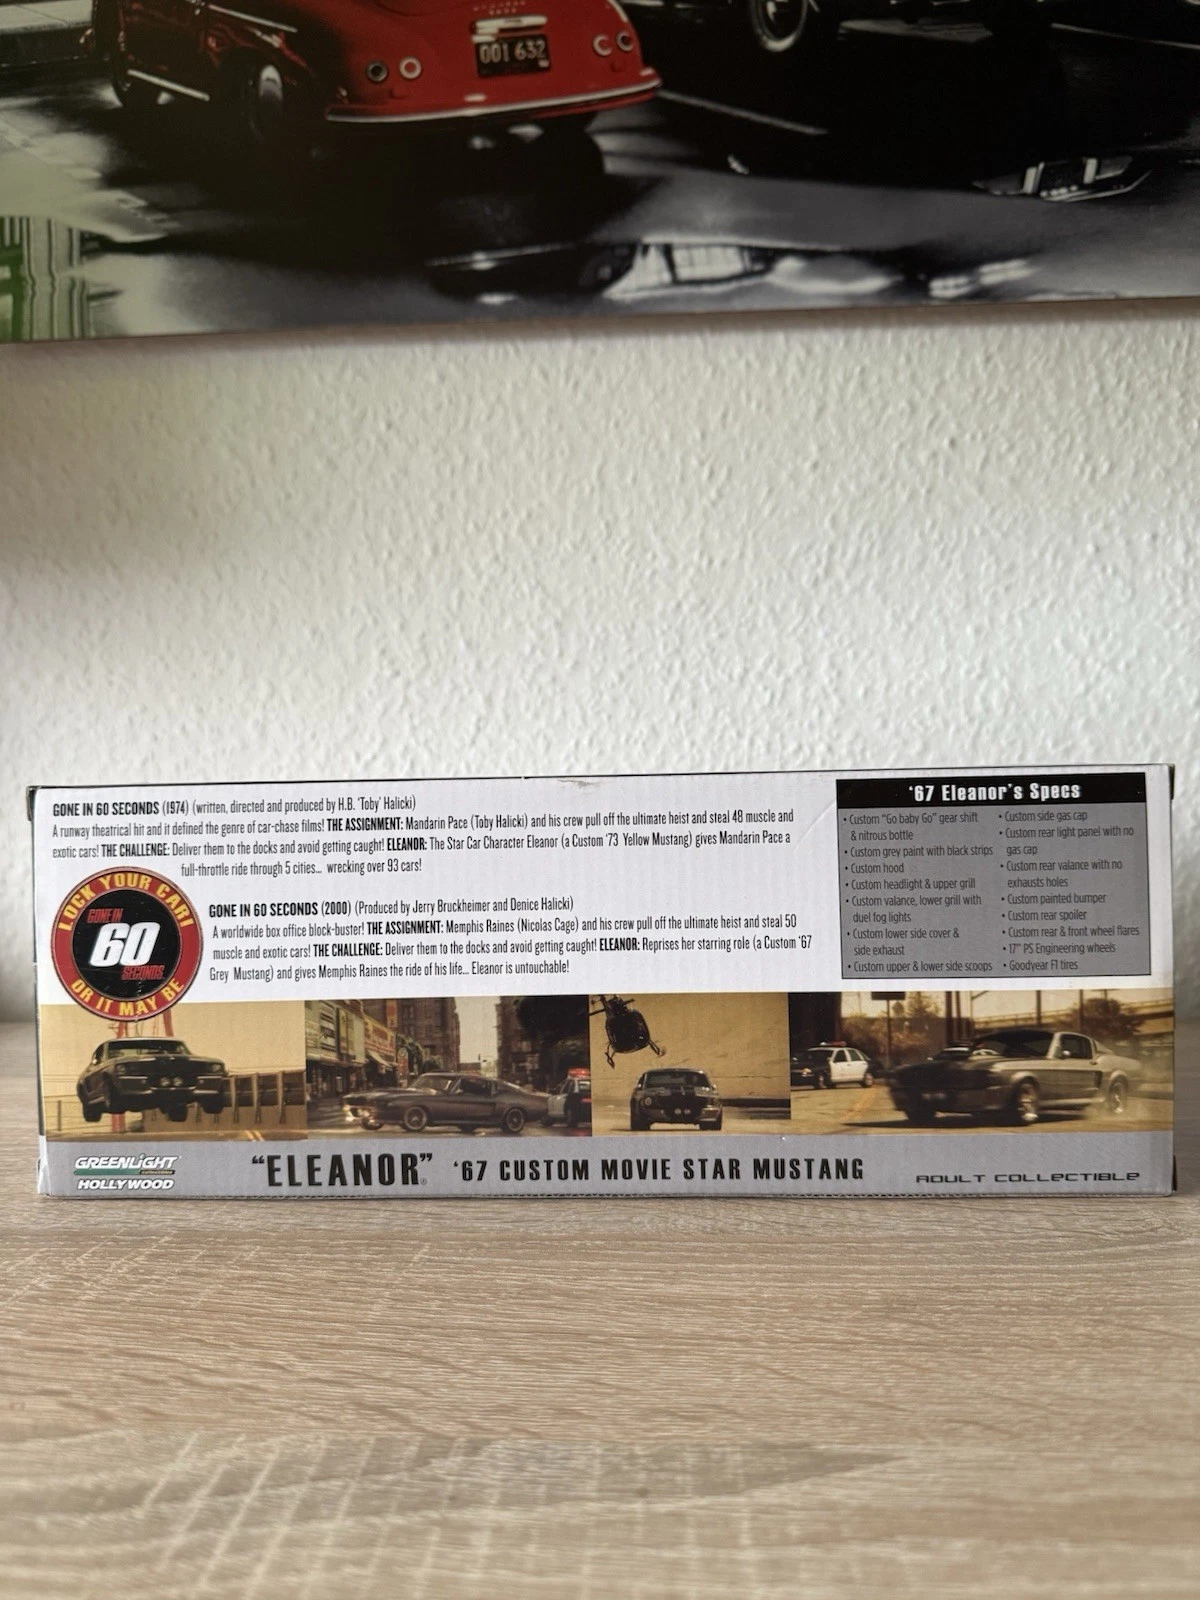 001 632
GONE IN 60 SECONDS (1974) (written, directed and produced by H.B. 'Toby' Halicki)
A runway theatrical hit and it defined the genre of car-chase films! THE ASSIGNMENT: Mandarin Pace (Toby Halicki) and his crew pull off the ultimate heist and steal 48 muscle and
exotic cars! THE CHALLENGE: Deliver them to the docks and avoid getting caught! ELEANOR: The Star Car Character Eleanor (a Custom '73 Yellow Mustang) gives Mandarin Pace a
full-throttle ride through 5 cities... wrecking over 93 cars!
LOCK YOUR CAR!
GONE IN
60
SECONDS
OR IT MAY BE
GONE IN 60 SECONDS (2000) (Produced by Jerry Bruckheimer and Denice Halicki)
A worldwide box office block-buster! THE ASSIGNMENT: Memphis Raines (Nicolas Cage) and his crew pull off the ultimate heist and steal 50
muscle and exotic cars! THE CHALLENGE: Deliver them to the docks and avoid getting caught! ELEANOR: Reprises her starring role (a Custom '67
Grey Mustang) and gives Memphis Raines the ride of his life... Eleanor is untouchable!
'67 Eleanor's Specs
• Custom "Go baby Go" gear shift
& nitrous bottle
• Custom grey paint with black strips
• Custom hood
• Custom headlight & upper grill
• Custom valance, lower grill with
duel fog lights
• Custom lower side cover &
side exhaust
• Custom upper & lower side scoops
• Custom side gas cap
• Custom rear light panel with no
gas cap
• Custom rear valance with no
exhausts holes
• Custom painted bumper
• Custom rear spoiler
• Custom rear & front wheel flares
• 17" PS Engineering wheels
• Goodyear F1 tires
GREENLIGHT
collectibles
HOLLYWOOD
"ELEANOR"® '67 CUSTOM MOVIE STAR MUSTANG
ADULT COLLECTIBLE